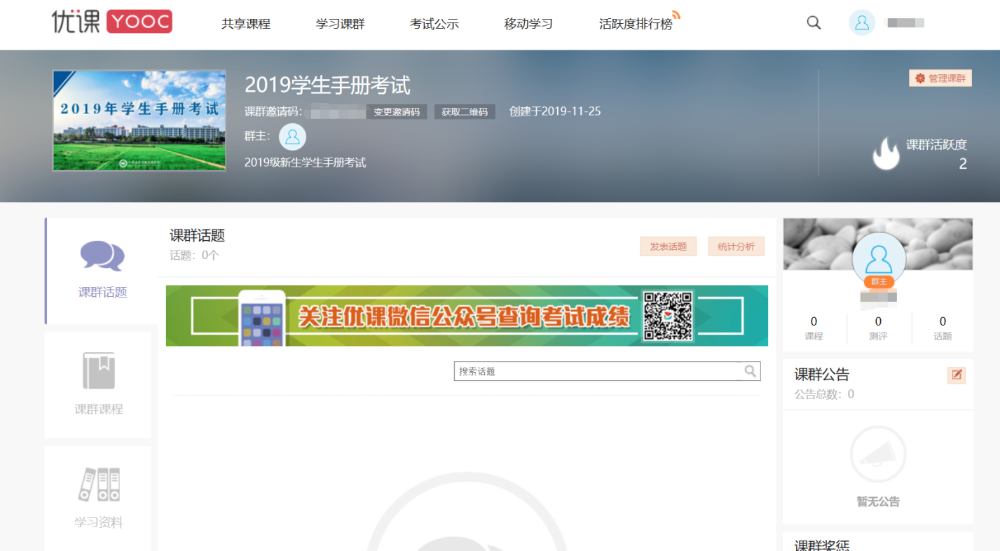 优课 YOOC
共享课程
学习课群
考试公示
移动学习
活跃度排行榜
2019年学生手册考试
2019学生手册考试
课群邀请码：
变更邀请码
获取二维码
创建于2019-11-25
群主：
2019级新生学生手册考试
管理课群
课群活跃度
2
课群话题
课群课程
学习资料
课群话题
话题：0个
发表话题
统计分析
关注优课微信公众号查询考试成绩
搜索话题
群主
0
课程
0
测评
0
话题
课群公告
公告总数：0
暂无公告
课群奖惩